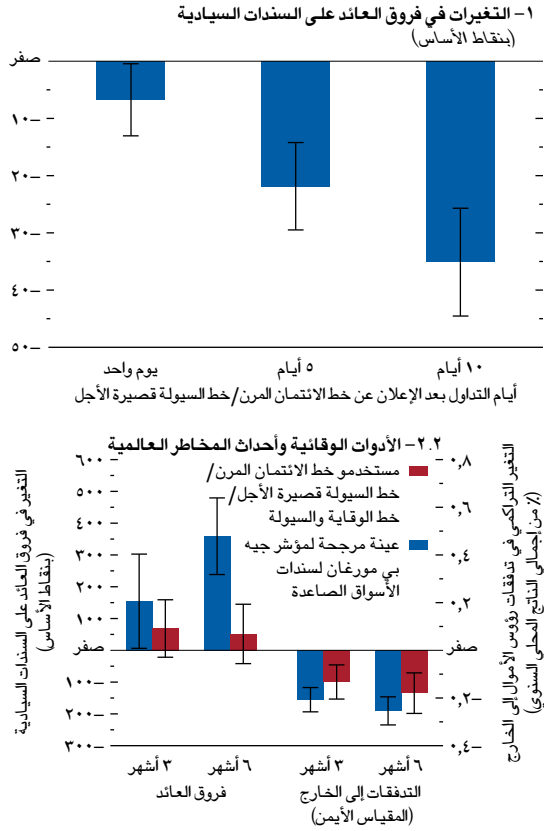 ١– التغيرات في فروق العائد على السندات السيادية
(بنقاط الأساس)
صفر
١٠–
٢٠–
٣٠–
٤٠–
٥٠–
يوم واحد
٥ أيام
١٠ أيام
أيام التداول بعد الإعلان عن خط الائتمان المرن/خط السيولة قصيرة الأجل
٢.٢– الأدوات الوقائية وأحداث المخاطر العالمية
التغير في فروق العائد على السندات السيادية
(بنقاط الأساس)
٦٠٠
٥٠٠
٤٠٠
٣٠٠
٢٠٠
١٠٠
صفر
١٠٠–
٢٠٠–
٣٠٠–
مستخدمو خط الائتمان المرن/
خط السيولة قصيرة الأجل/
خط الوقاية والسيولة
عينة مرجحة لمؤشر جيه
بي مورغان لسندات
الأسواق الصاعدة
٠,٨
٠,٦
٠,٤
٠,٢
صفر
٠,٢–
٠,٤–
التغير التراكمي في تدفقات رؤوس الأموال إلى الخارج
(٪ من إجمالي الناتج المحلي السنوي)
٣ أشهر
٦ أشهر
٣ أشهر
٦ أشهر
فروق العائد
التدفقات إلى الخارج
(المقياس الأيمن)